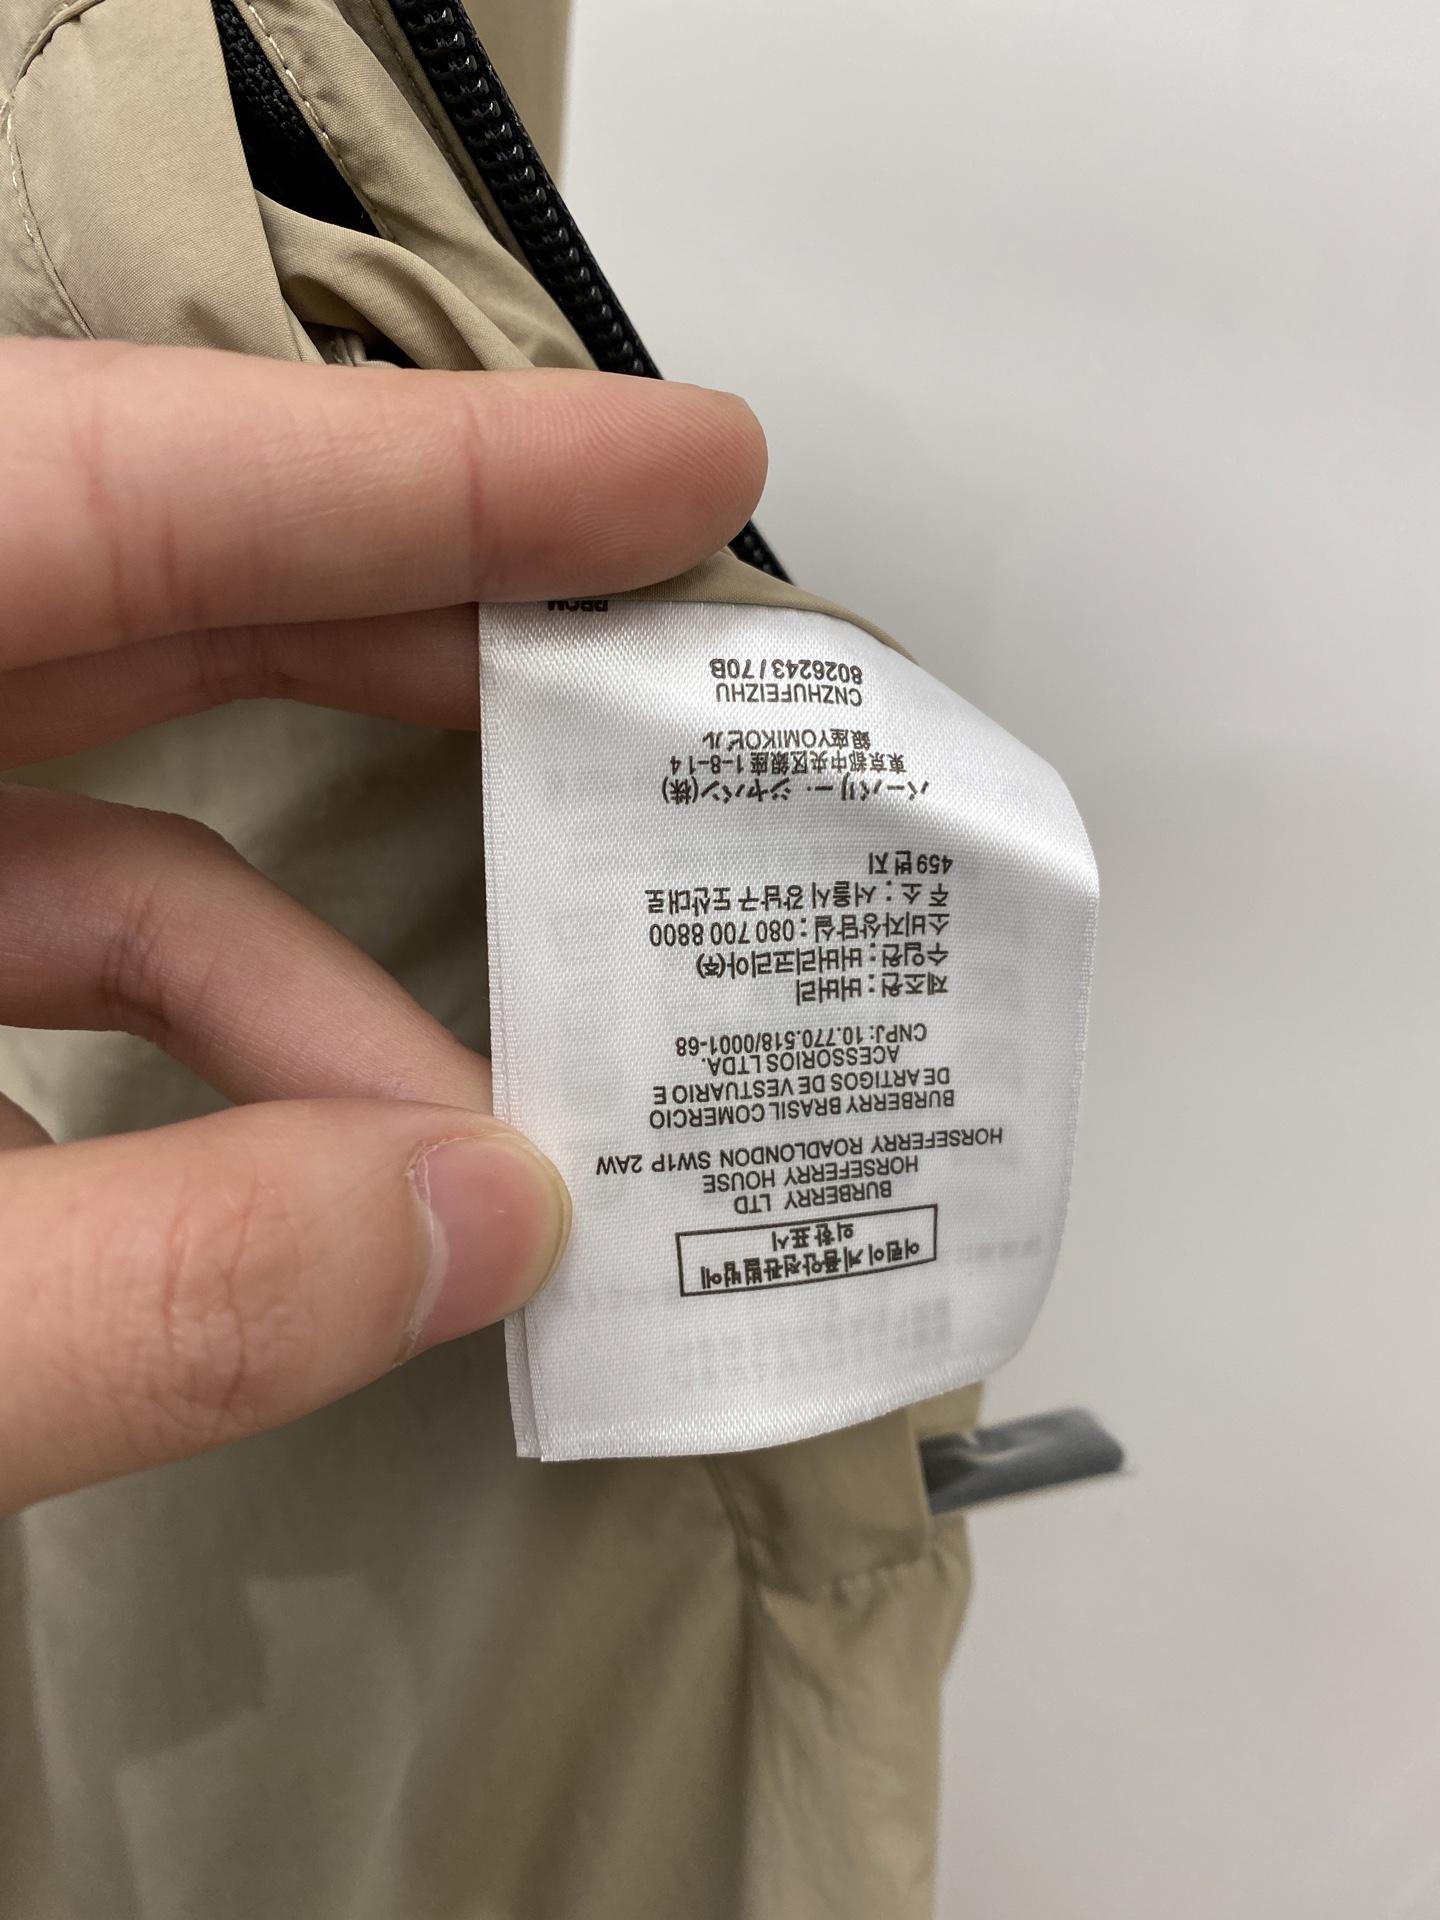 어린이제품안전관리법에
의한표시
BURBERRY LTD
HORSEFERRY HOUSE
HORSEFERRY ROADLONDON SW1P 2AW
BURBERRY BRASIL COMERCIO
DE ARTIGOS DE VESTUARIO E
ACESSORIOS LTDA.
CNPJ: 10.770.518/0001-68
제조원 : 버버리
수입원 : 버버리코리아(주)
소비자상담실 : 080 700 8800
주 소 : 서울시 강남구 도산대로
459 번지
バーバリー・ジャパン(株)
東京都中央区銀座1-8-14
銀座YOMIKOビル
CNZHUFEIZHU
8026243 / 70B